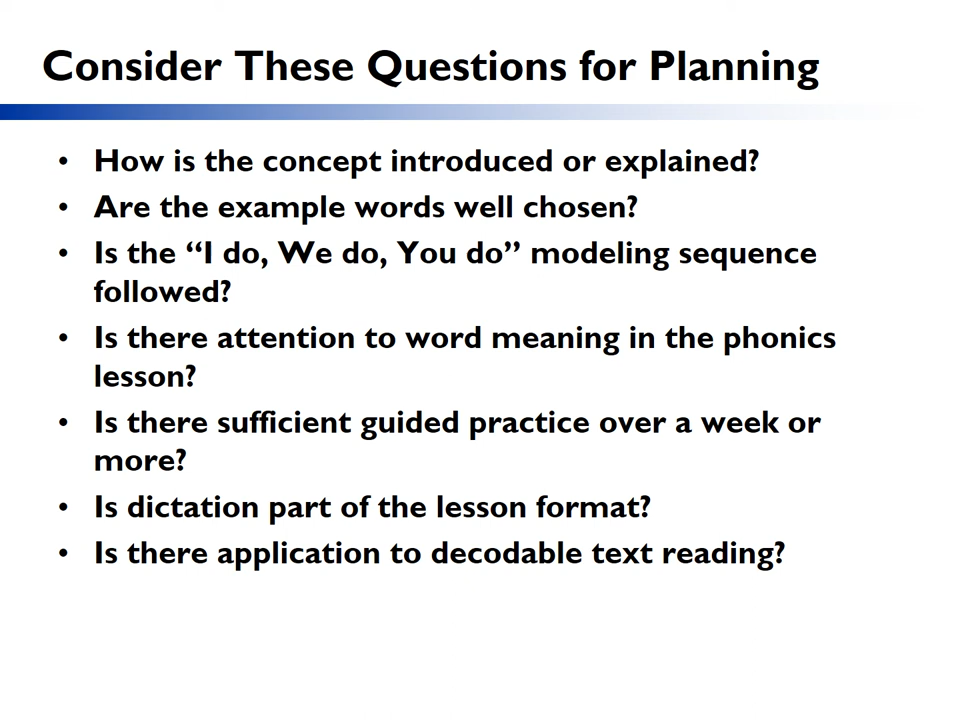 Consider These Questions for Planning
• How is the concept introduced or explained?
• Are the example words well chosen?
• Is the “I do, We do, You do” modeling sequence
followed?
• Is there attention to word meaning in the phonics
lesson?
• Is there sufficient guided practice over a week or
more?
• Is dictation part of the lesson format?
• Is there application to decodable text reading?